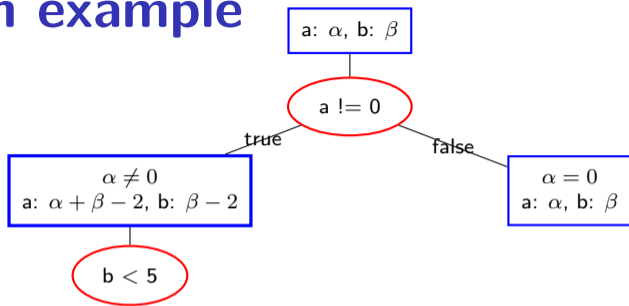 n example
a: α, b: β
a != 0
true
false
α ≠ 0
a: α + β − 2, b: β − 2
α = 0
a: α, b: β
b < 5